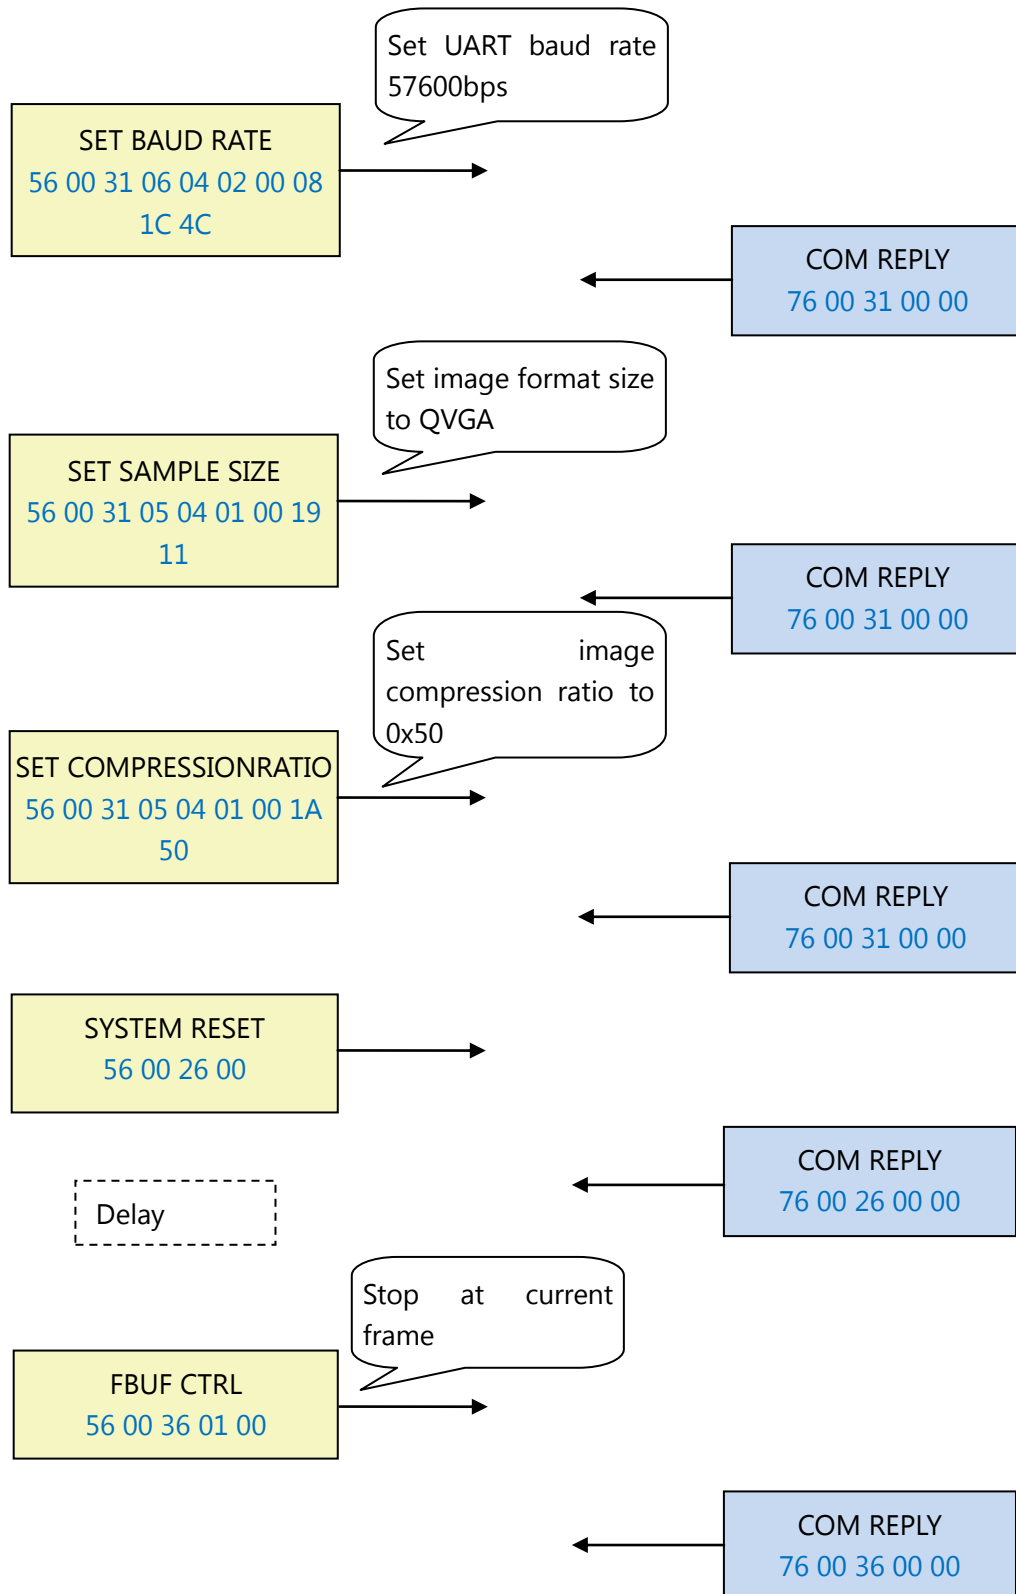 Set UART baud rate
57600bps
SET BAUD RATE
56 00 31 06 04 02 00 08
1C 4C
COM REPLY
76 00 31 00 00
Set image format size
to QVGA
SET SAMPLE SIZE
56 00 31 05 04 01 00 19
11
COM REPLY
76 00 31 00 00
Set image
compression ratio to
0x50
SET COMPRESSIONRATIO
56 00 31 05 04 01 00 1A
50
COM REPLY
76 00 31 00 00
SYSTEM RESET
56 00 26 00
COM REPLY
76 00 26 00 00
Delay
Stop at current
frame
FBUF CTRL
56 00 36 01 00
COM REPLY
76 00 36 00 00